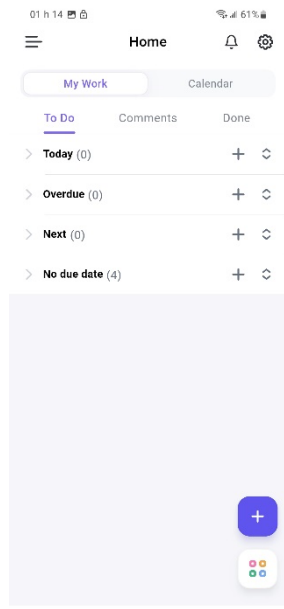 01 h 14 61%
Home
My Work Calendar
To Do Comments Done
Today (0)
Overdue (0)
Next (0)
No due date (4)